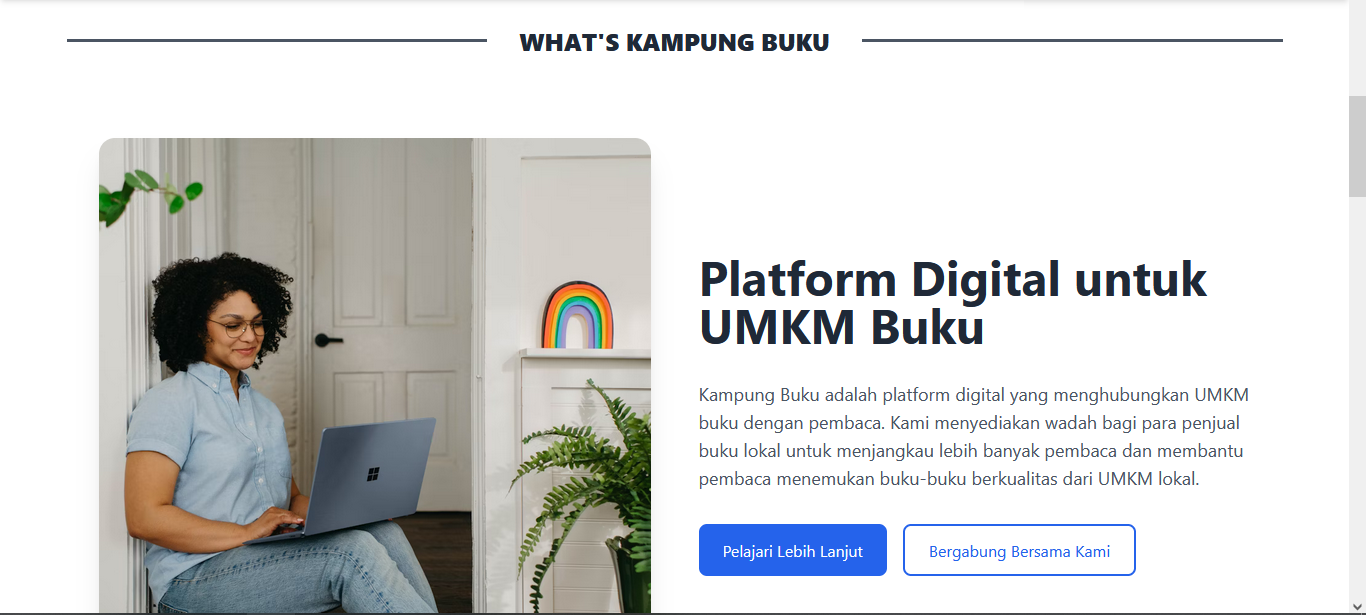 WHAT'S KAMPUNG BUKU
Platform Digital untuk
UMKM Buku
Kampung Buku adalah platform digital yang menghubungkan UMKM
buku dengan pembaca. Kami menyediakan wadah bagi para penjual
buku lokal untuk menjangkau lebih banyak pembaca dan membantu
pembaca menemukan buku-buku berkualitas dari UMKM lokal.
Pelajari Lebih Lanjut
Bergabung Bersama Kami